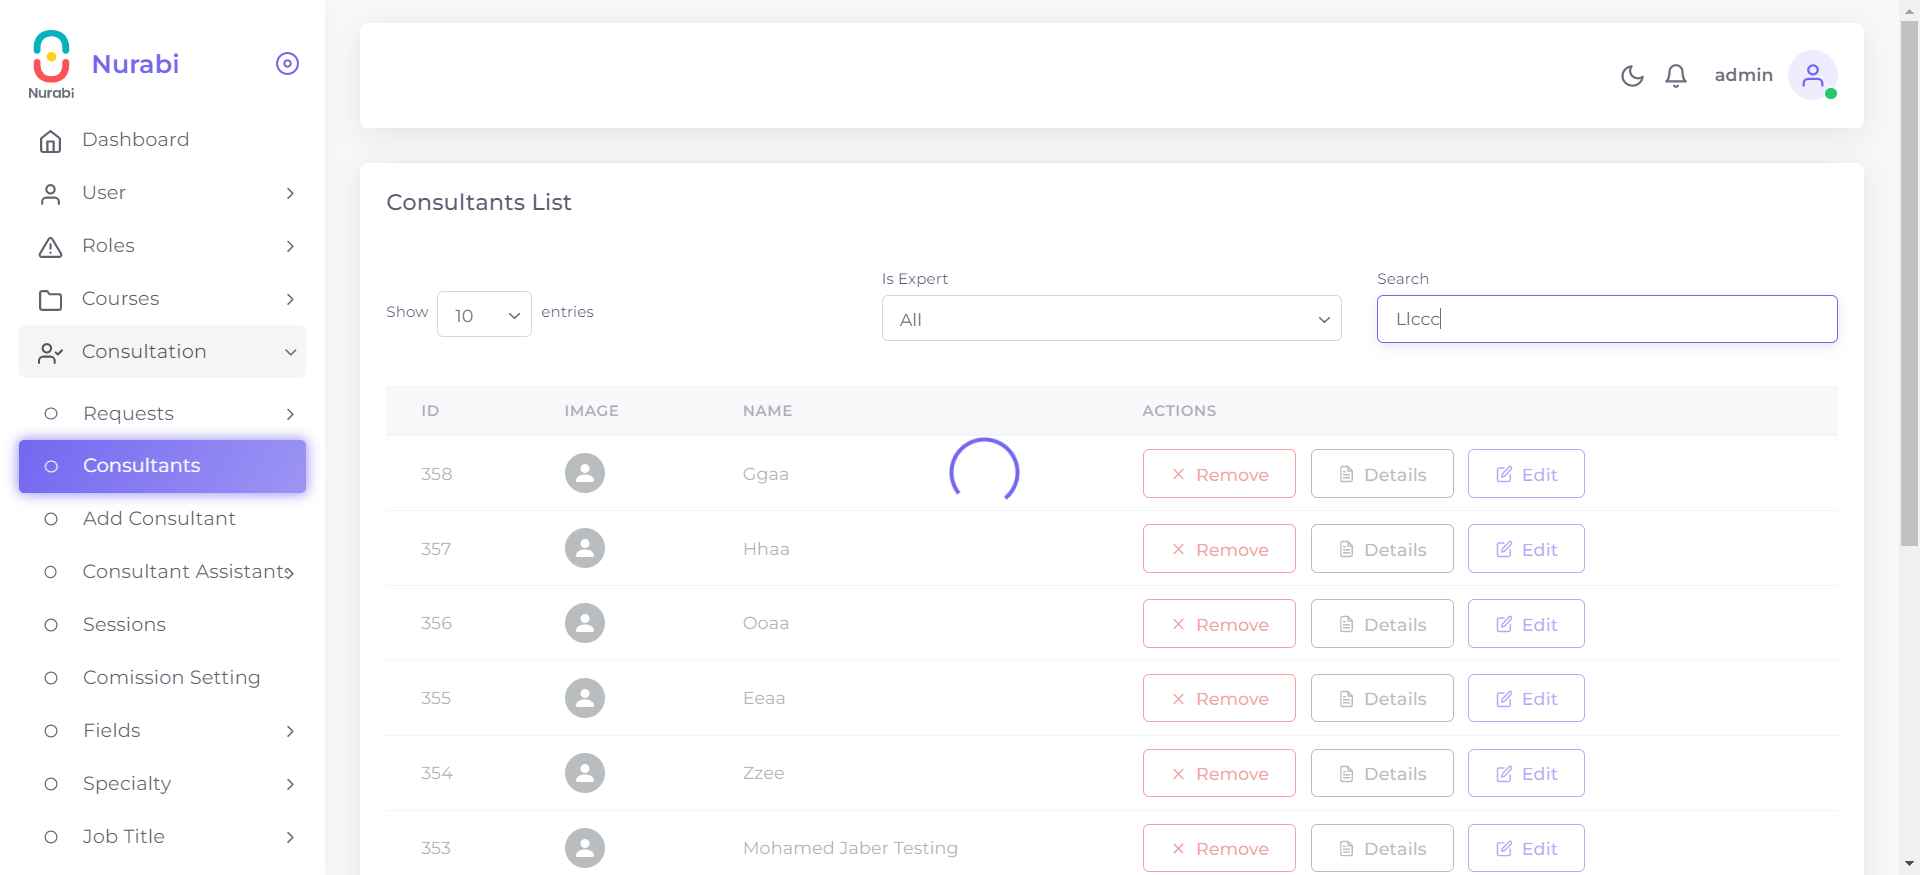 Nurabi
Nurabi
Dashboard
User
Roles
Courses
Consultation
Requests
Consultants
Add Consultant
Consultant Assistants
Sessions
Comission Setting
Fields
Specialty
Job Title
admin
Consultants List
Show 10 entries
Is Expert
All
Search
Llccc
ID IMAGE NAME ACTIONS
358 Ggaa Remove Details Edit
357 Hhaa Remove Details Edit
356 Ooaa Remove Details Edit
355 Eeaa Remove Details Edit
354 Zzee Remove Details Edit
353 Mohamed Jaber Testing Remove Details Edit